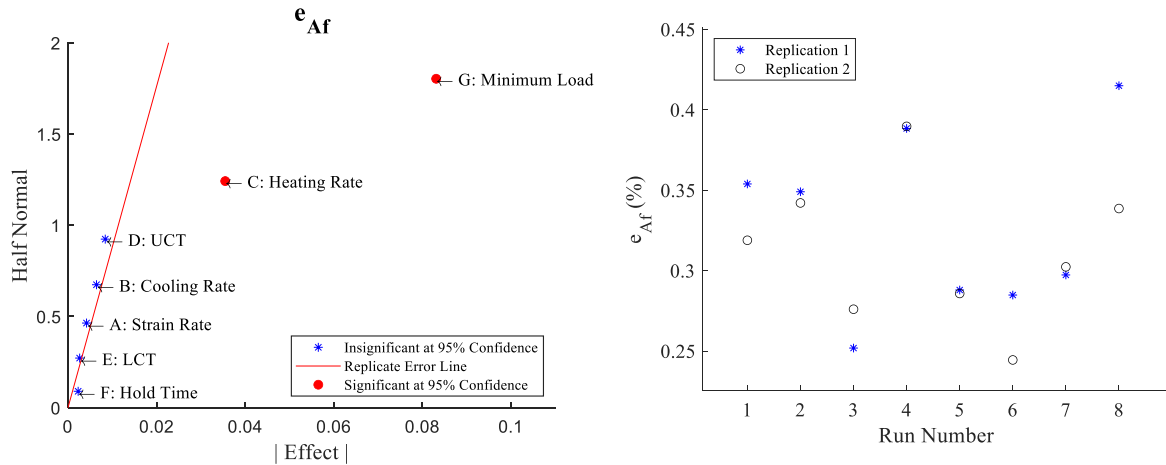 e_Af
2
1.5
1
0.5
0
Half Normal
G: Minimum Load
C: Heating Rate
D: UCT
B: Cooling Rate
A: Strain Rate
E: LCT
F: Hold Time
Insignificant at 95% Confidence
Replicate Error Line
Significant at 95% Confidence
0 0.02 0.04 0.06 0.08 0.1
| Effect |
0.45
0.4
0.35
0.3
0.25
e_Af (%)
Replication 1
Replication 2
1 2 3 4 5 6 7 8
Run Number